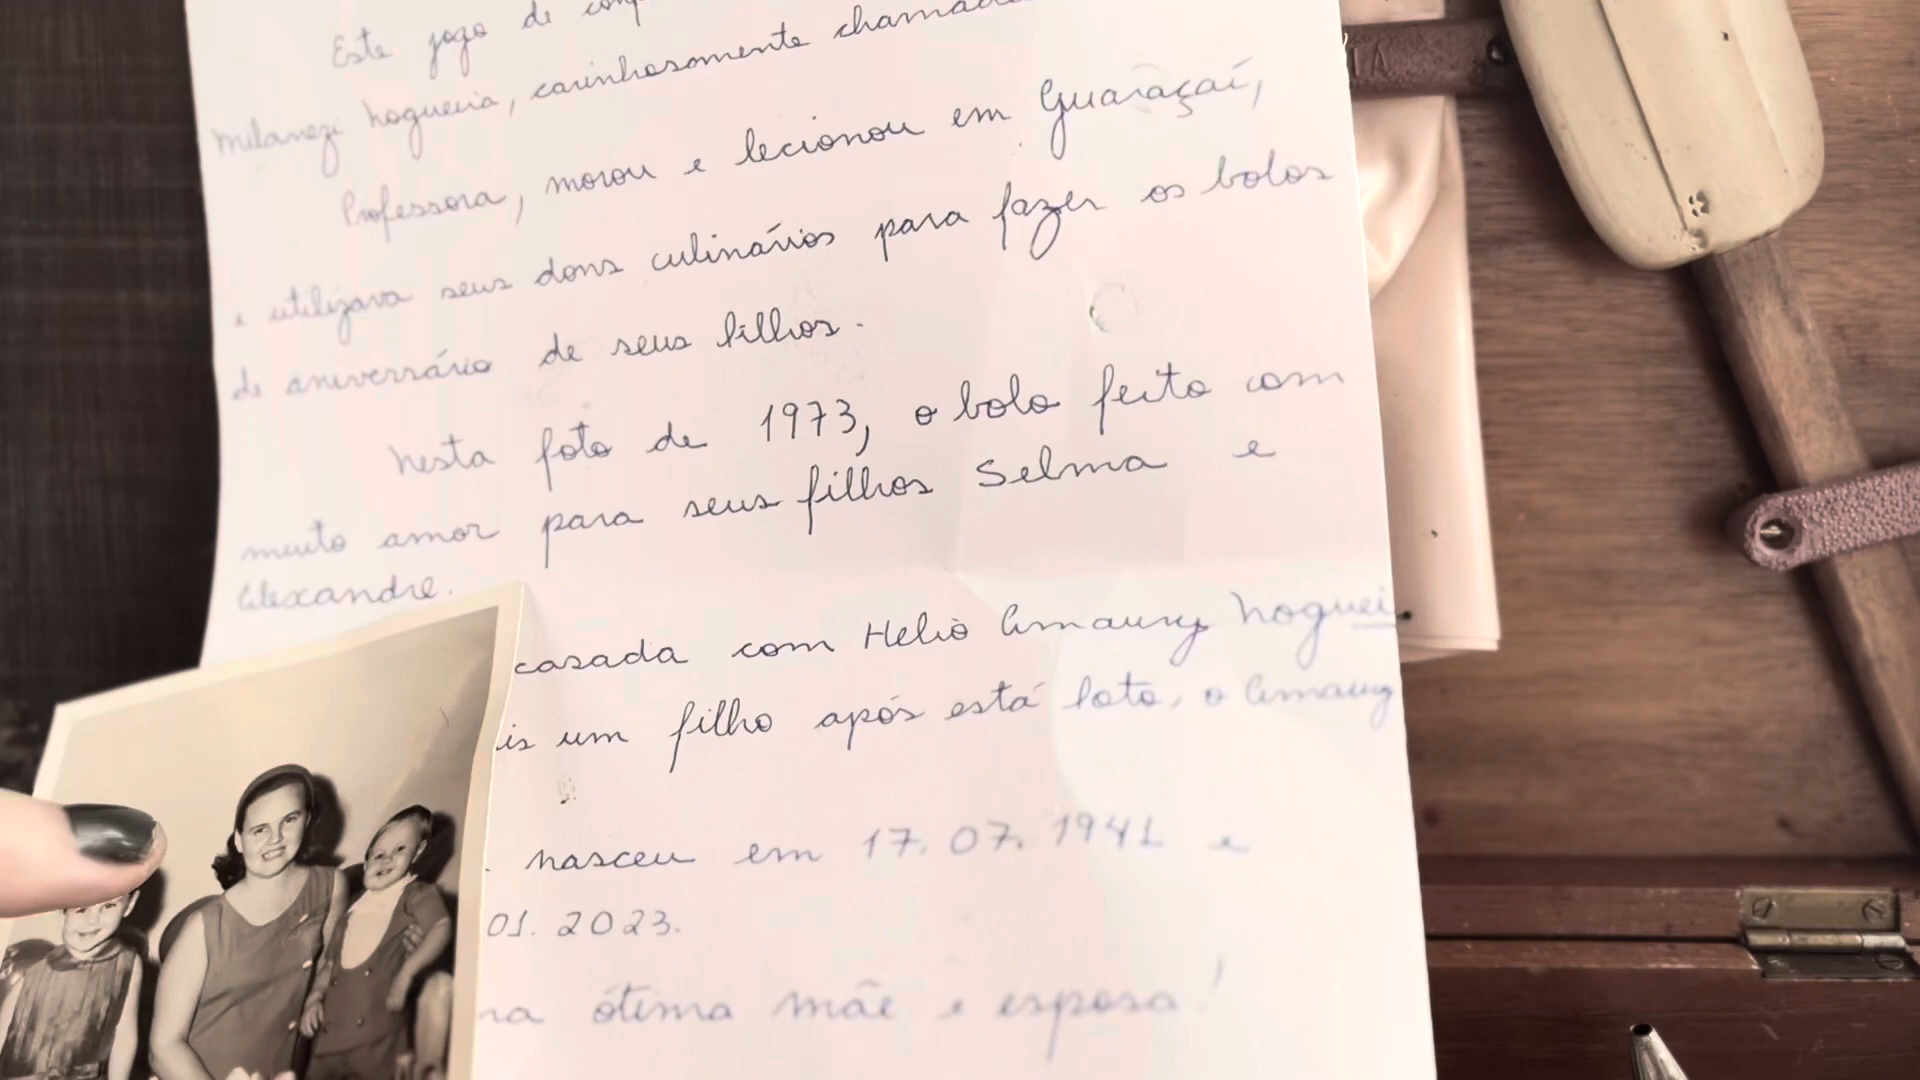 Este jogo de
Milanezi Nogueira, carinhosamente
Professora, morou e lecionou em Guaraçaí,
e utilizava seus dons culinários para fazer os bolos
de aniversário de seus filhos.
Nesta foto de 1973, o bolo feito com
muito amor para seus filhos Selma e
Alexandre.
casada com Helio Amaury Noguei
is um filho após está foto, o Amaury
nasceu em 17.07.1941 e
01.2023.
na ótima mãe e esposa!